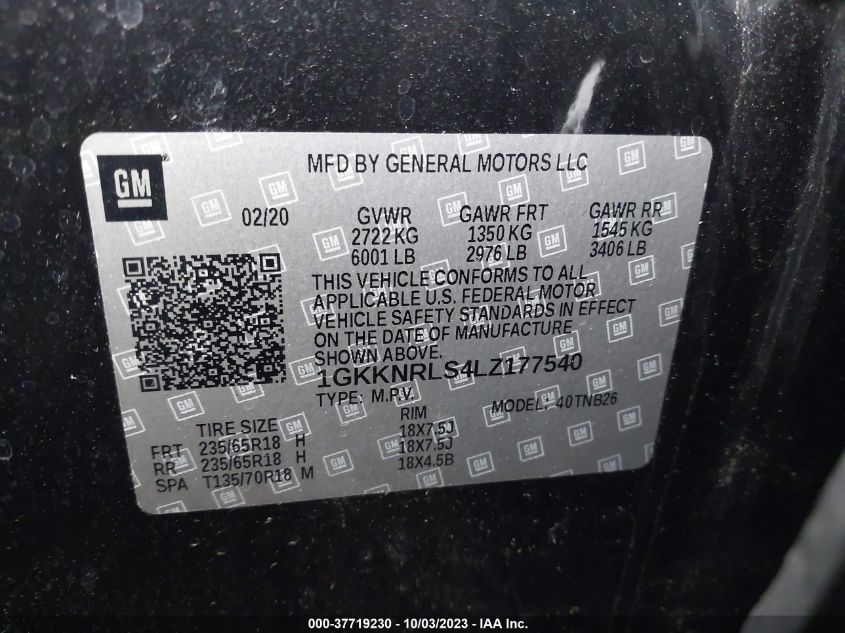 GM
MFD BY GENERAL MOTORS LLC
02/20 GVWR GAWR FRT GAWR RR
2722 KG 1350 KG 1545 KG
6001 LB 2976 LB 3406 LB
THIS VEHICLE CONFORMS TO ALL
APPLICABLE U.S. FEDERAL MOTOR
VEHICLE SAFETY STANDARDS IN EFFECT
ON THE DATE OF MANUFACTURE
SHOWN ABOVE.
1GKKNRLS4LZ177540
TYPE: M.P.V. MODEL: 40TNB26
TIRE SIZE RIM
FRT 235/65R18 H 18X7.5J
RR 235/65R18 H 18X7.5J
SPA T135/70R18 M 18X4.5B
000-37719230 - 10/03/2023 - IAA Inc.